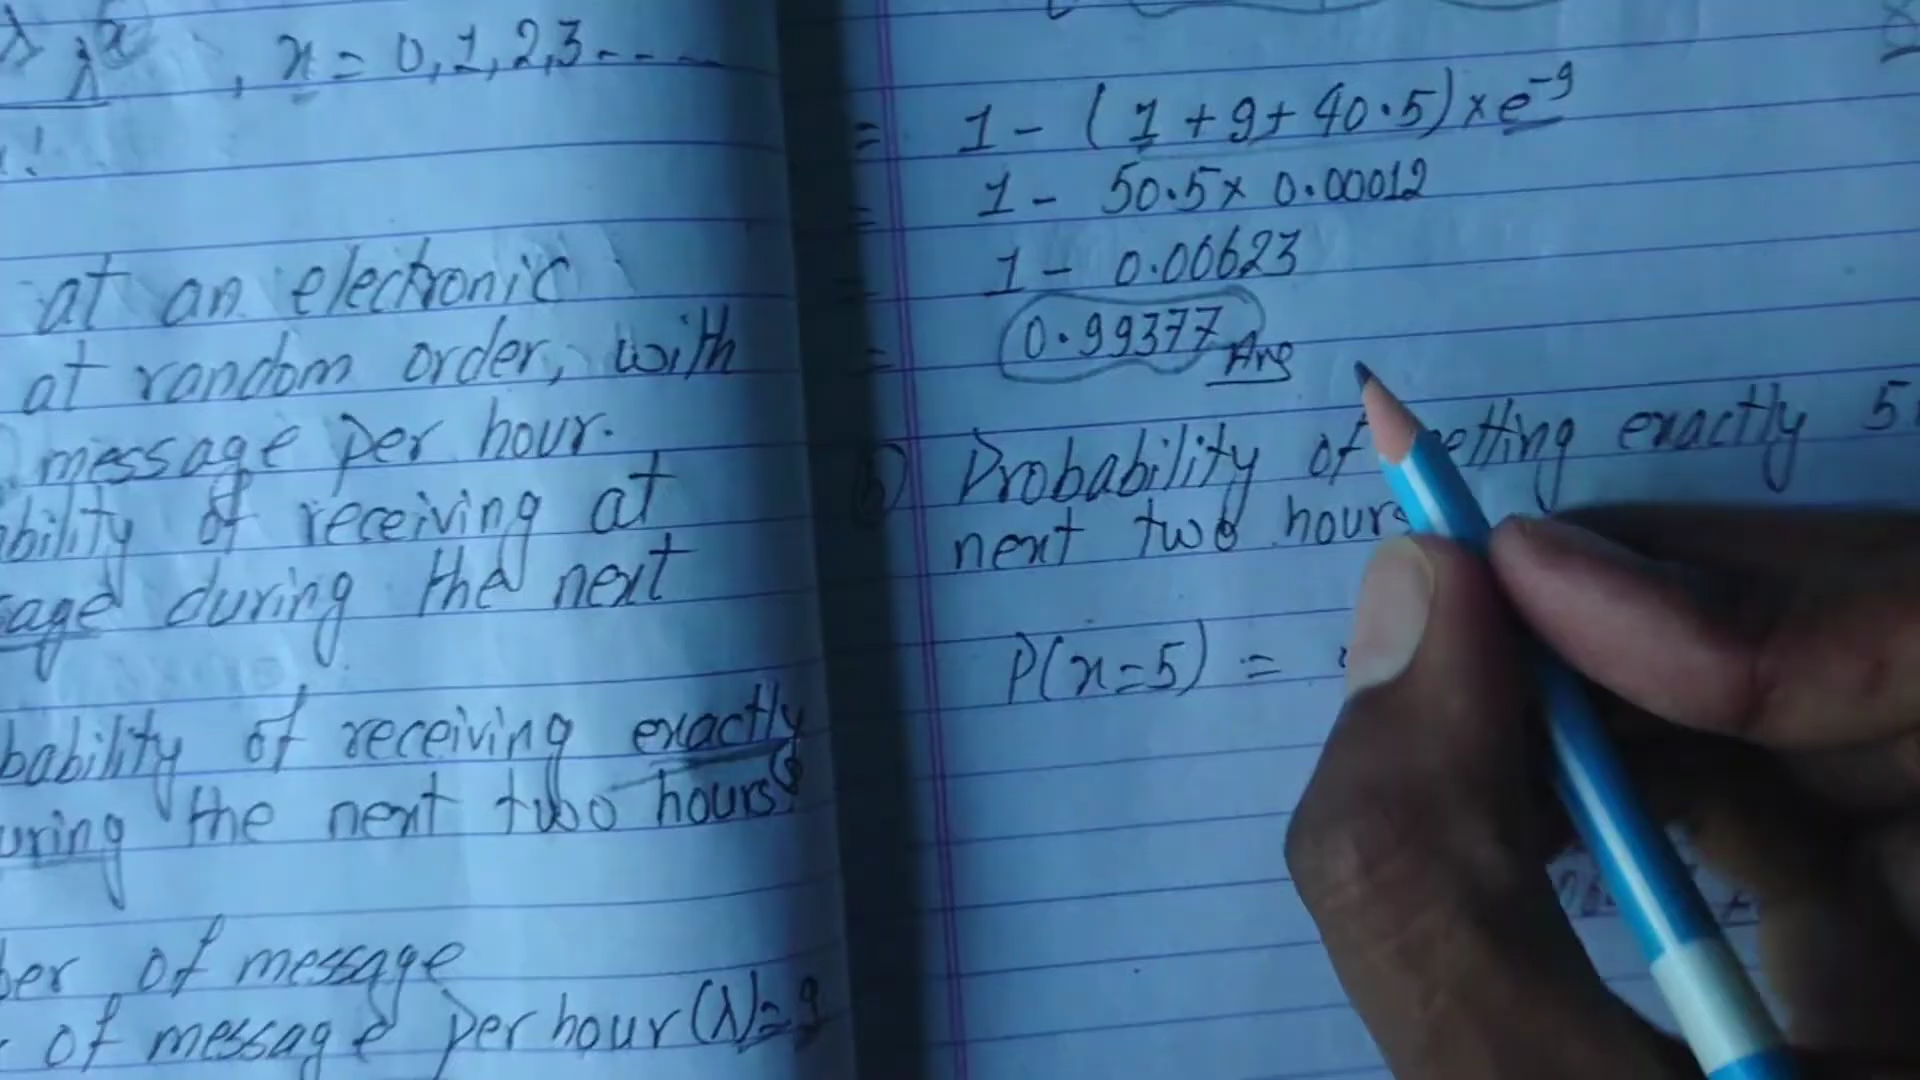 , x = 0,1,2,3----
at an electronic
at random order, with
message per hour.
of receiving at
during the next
of receiving exactly
the next two hours?
of message
of message per hour (λ)=9
= 1 - (1 + 9 + 40.5) × e⁻⁹
= 1 - 50.5 × 0.00012
= 1 - 0.00623
= 0.99377 Ans
b) Probability of exactly 5
next two hours
P(x=5) =